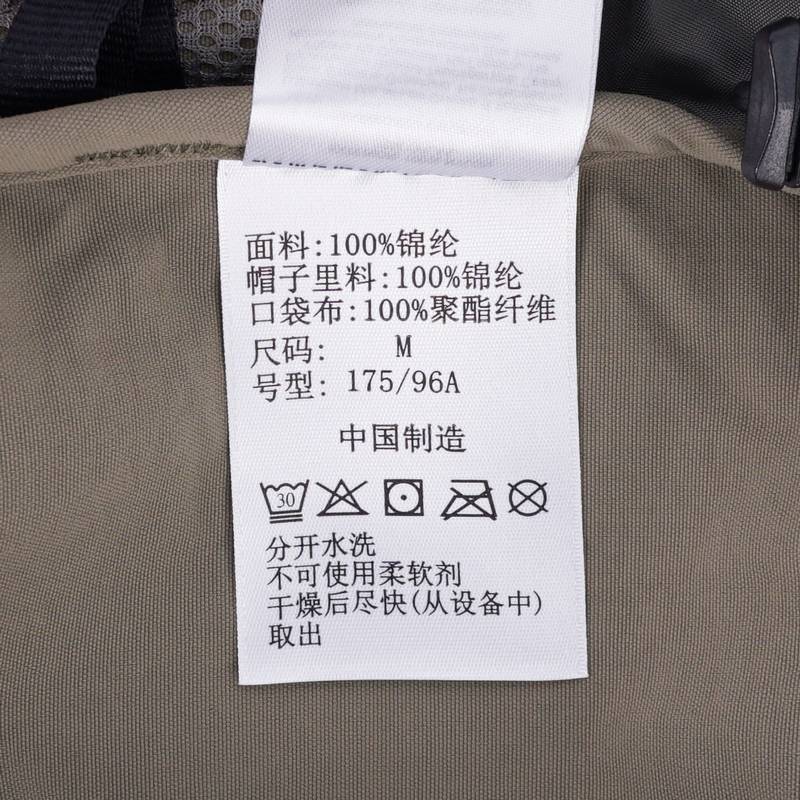 面料:100%锦纶
帽子里料:100%锦纶
口袋布:100%聚酯纤维
尺码: M
号型: 175/96A
中国制造
30
分开水洗
不可使用柔软剂
干燥后尽快(从设备中)
取出